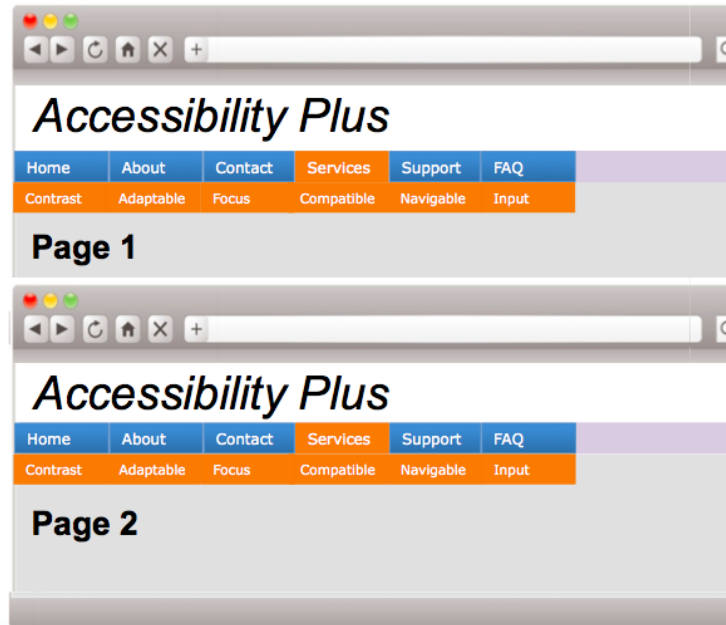 Accessibility Plus
Home About Contact Services Support FAQ
Contrast Adaptable Focus Compatible Navigable Input
Page 1
Accessibility Plus
Home About Contact Services Support FAQ
Contrast Adaptable Focus Compatible Navigable Input
Page 2